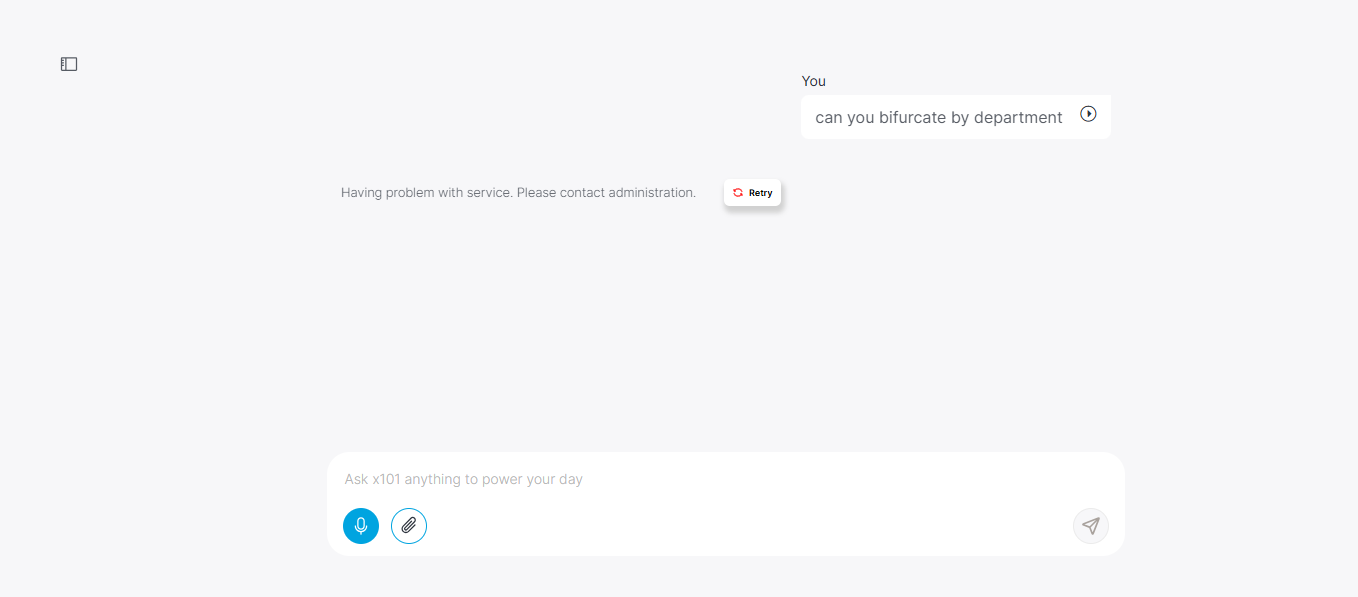 You
can you bifurcate by department
Having problem with service. Please contact administration.
Retry
Ask x101 anything to power your day